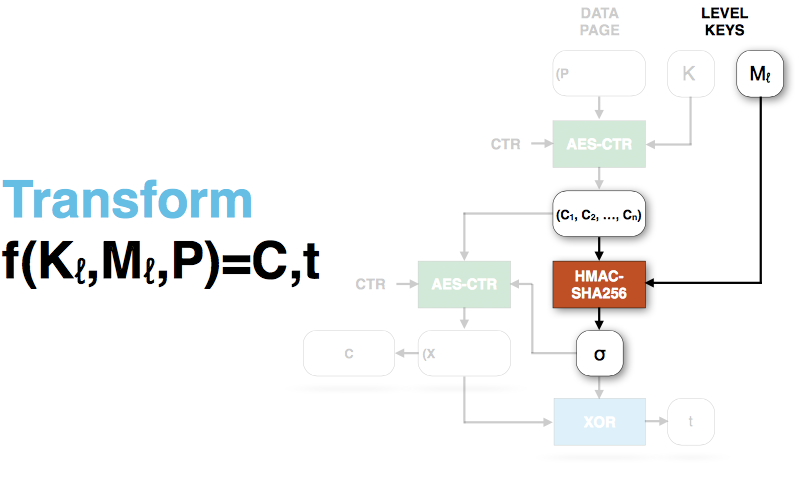 DATA
PAGE
LEVEL
KEYS
(P
K
Mℓ
CTR
AES-CTR
Transform
(C₁, C₂, …, Cₙ)
f(Kℓ,Mℓ,P)=C,t
CTR
AES-CTR
HMAC-
SHA256
C
(X
σ
XOR
t